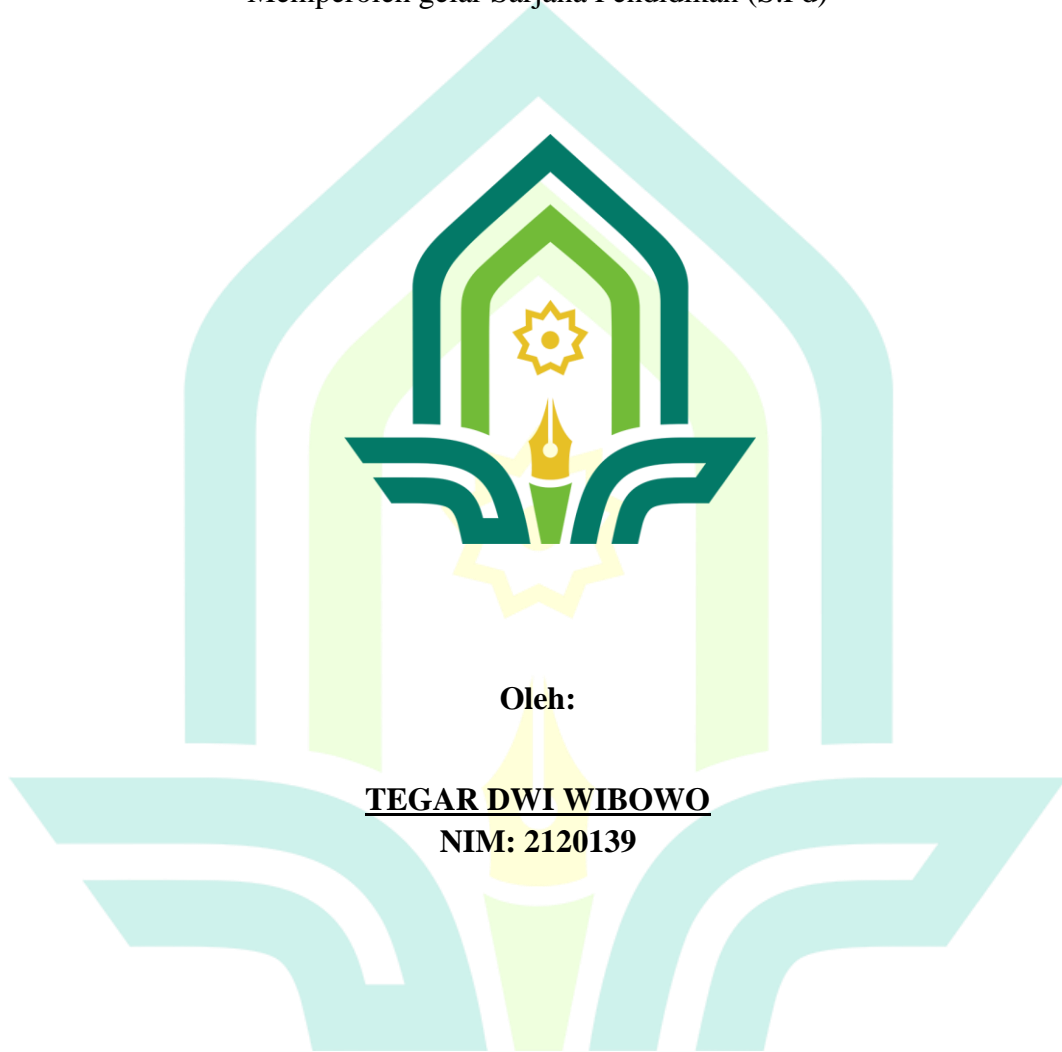 Memperoleh gelar Sarjana Pendidikan (S.Pd)
Oleh:
TEGAR DWI WIBOWO
NIM: 2120139